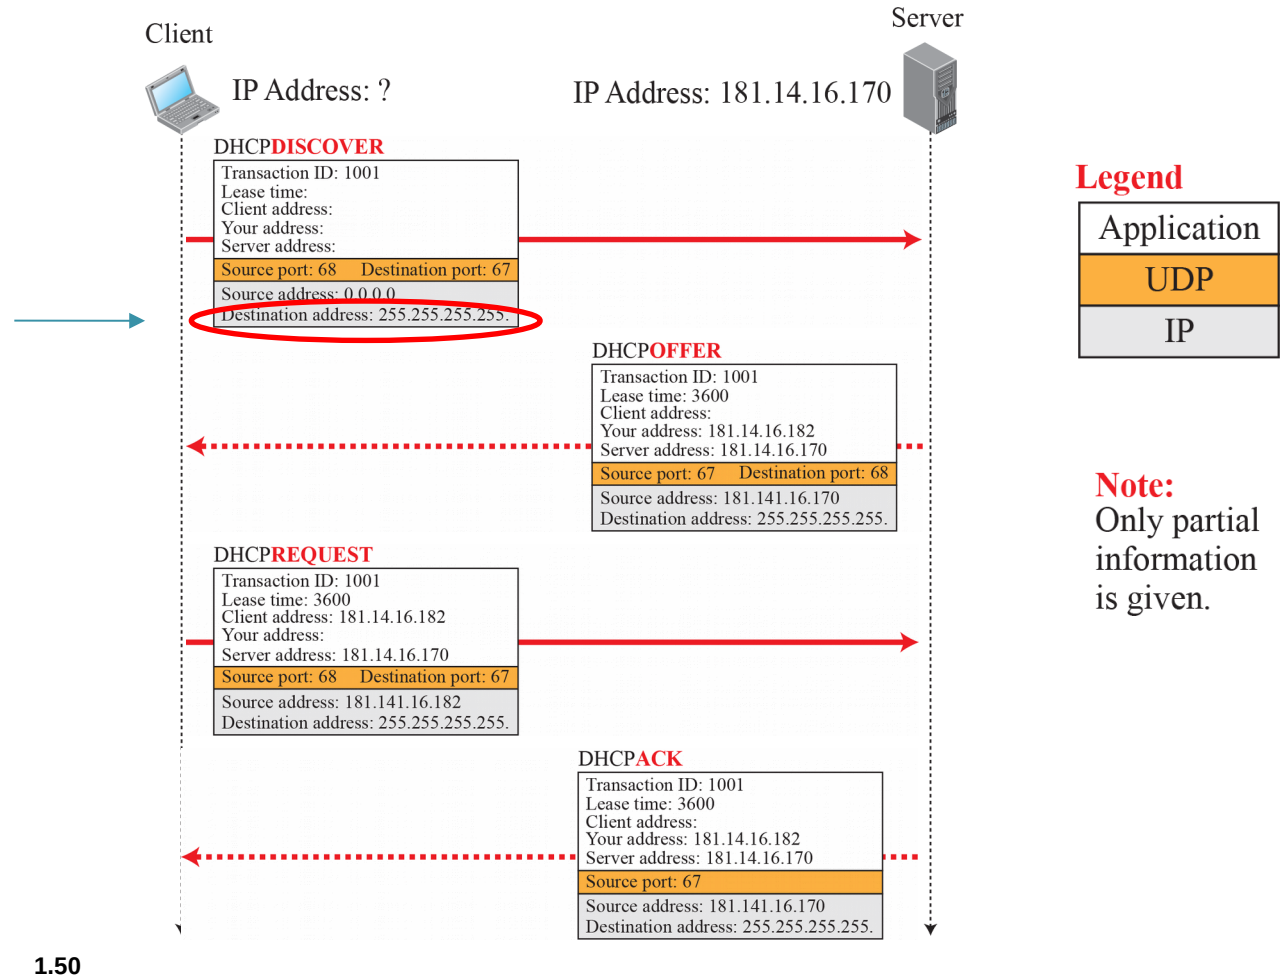 Client
Server
IP Address: ?
IP Address: 181.14.16.170
DHCPDISCOVER
Transaction ID: 1001
Lease time:
Client address:
Your address:
Server address:
Source port: 68 Destination port: 67
Source address: 0.0.0.0
Destination address: 255.255.255.255.
Legend
Application
UDP
IP
DHCPOFFER
Transaction ID: 1001
Lease time: 3600
Client address:
Your address: 181.14.16.182
Server address: 181.14.16.170
Source port: 67 Destination port: 68
Source address: 181.141.16.170
Destination address: 255.255.255.255.
Note:
Only partial
information
is given.
DHCPREQUEST
Transaction ID: 1001
Lease time: 3600
Client address: 181.14.16.182
Your address:
Server address: 181.14.16.170
Source port: 68 Destination port: 67
Source address: 181.141.16.182
Destination address: 255.255.255.255.
DHCPACK
Transaction ID: 1001
Lease time: 3600
Client address:
Your address: 181.14.16.182
Server address: 181.14.16.170
Source port: 67
Source address: 181.141.16.170
Destination address: 255.255.255.255.
1.50